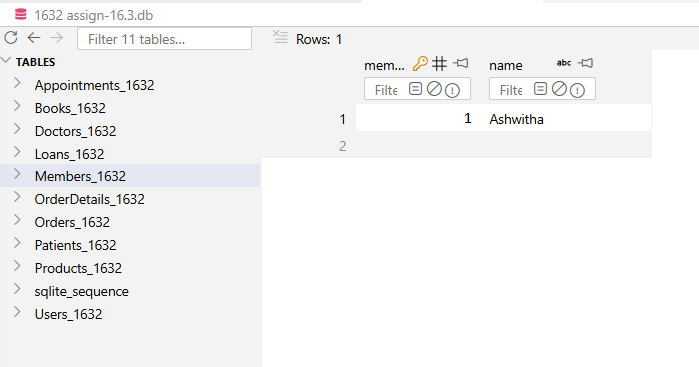 1632 assign-16.3.db
Filter 11 tables...
Rows: 1
TABLES
Appointments_1632
Books_1632
Doctors_1632
Loans_1632
Members_1632
OrderDetails_1632
Orders_1632
Patients_1632
Products_1632
sqlite_sequence
Users_1632
mem... name abc
Filte Filte
1 1 Ashwitha
2